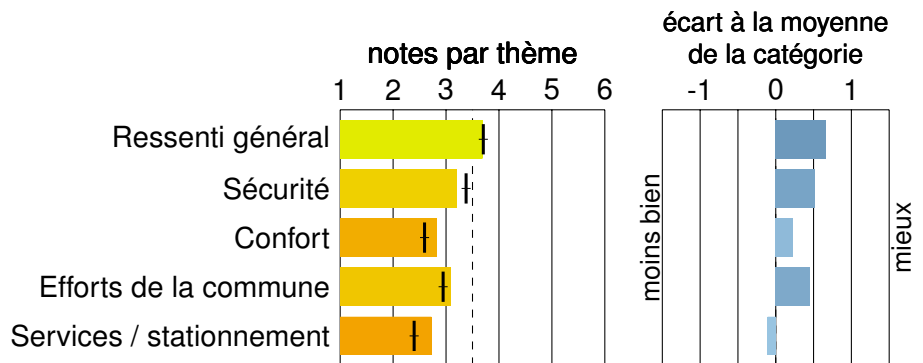 notes par thème
1 2 3 4 5 6
écart à la moyenne
de la catégorie
-1 0 1
Ressenti général
Sécurité
Confort
Efforts de la commune
Services / stationnement
moins bien
mieux